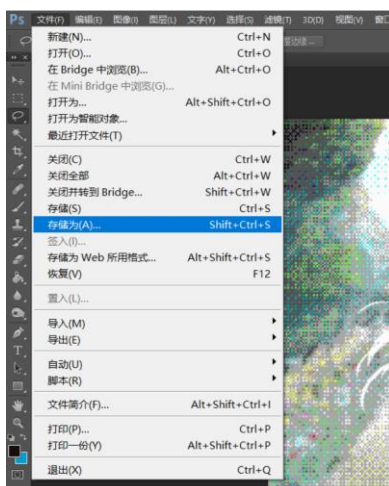 Ps 文件(F) 编辑(E) 图像(I) 图层(L) 文字(Y) 选择(S) 滤镜(T) 3D(D) 视图(V)
新建(N)... Ctrl+N
打开(O)... Ctrl+O
在 Bridge 中浏览(B)... Alt+Ctrl+O
在 Mini Bridge 中浏览(G)...
打开为... Alt+Shift+Ctrl+O
打开为智能对象...
最近打开文件(T)
关闭(C) Ctrl+W
关闭全部 Alt+Ctrl+W
关闭并转到 Bridge... Shift+Ctrl+W
存储(S) Ctrl+S
存储为(A)... Shift+Ctrl+S
签入(I)...
存储为 Web 所用格式... Alt+Shift+Ctrl+S
恢复(V) F12
置入(L)...
导入(M)
导出(E)
自动(U)
脚本(R)
文件简介(F)... Alt+Shift+Ctrl+I
打印(P)... Ctrl+P
打印一份(Y) Alt+Shift+Ctrl+P
退出(X) Ctrl+Q